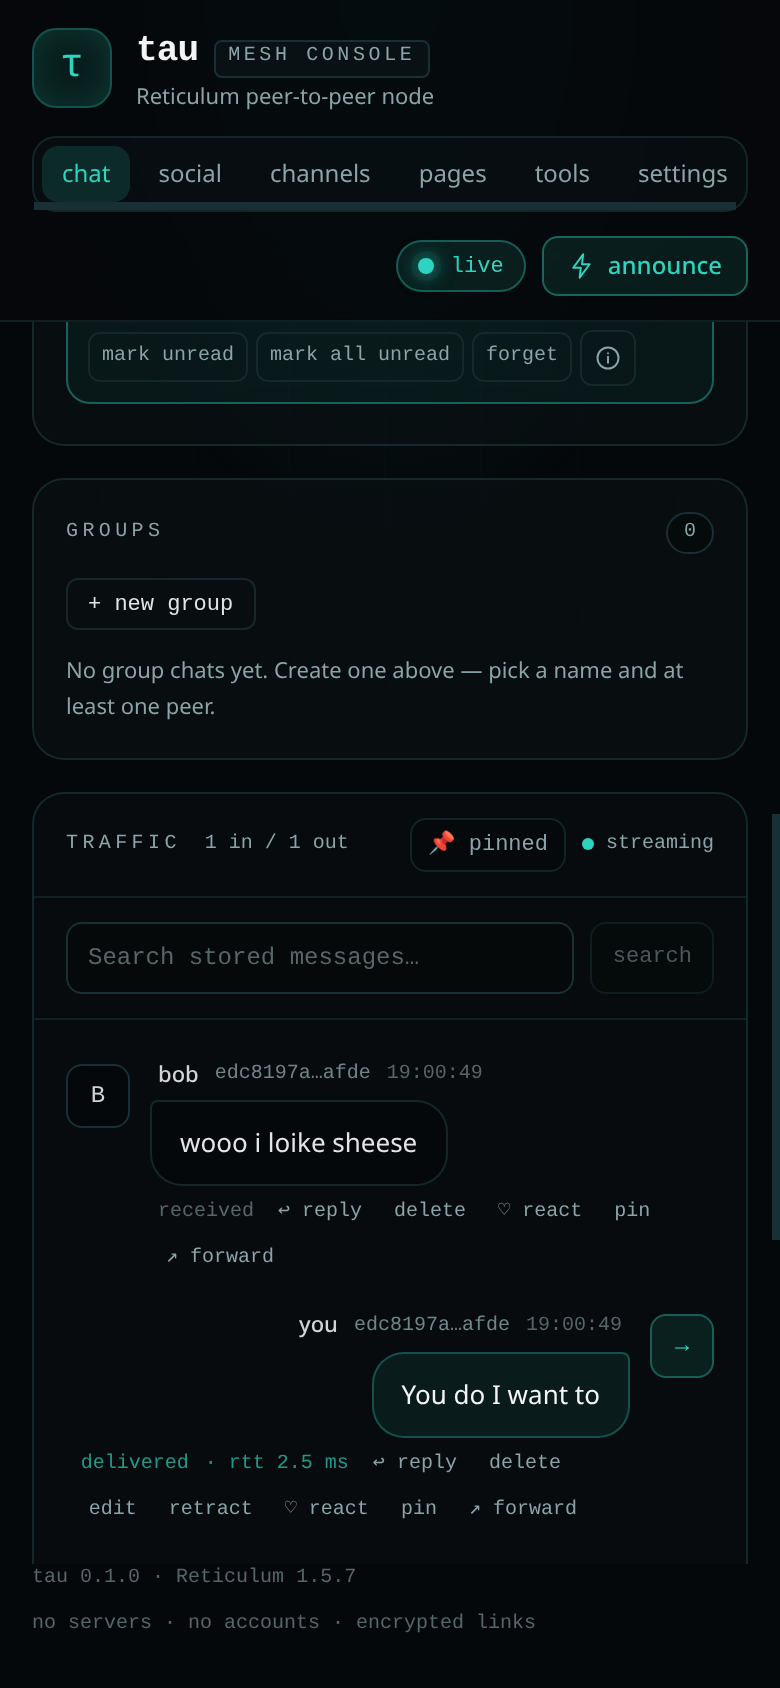 τ
tau MESH CONSOLE
Reticulum peer-to-peer node
chat social channels pages tools settings
live announce
mark unread mark all unread forget
GROUPS 0
+ new group
No group chats yet. Create one above — pick a name and at
least one peer.
TRAFFIC 1 in / 1 out 📌 pinned streaming
Search stored messages… search
B
bob edc8197a…afde 19:00:49
wooo i loike sheese
received ↩ reply delete ♡ react pin
↗ forward
you edc8197a…afde 19:00:49
→
You do I want to
delivered · rtt 2.5 ms ↩ reply delete
edit retract ♡ react pin ↗ forward
tau 0.1.0 · Reticulum 1.5.7
no servers · no accounts · encrypted links